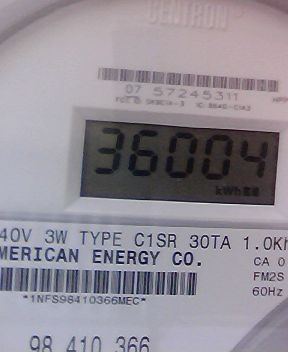 CENTRON
07 57245311
36004
kWh
40V 3W TYPE C1SR 30TA 1.0Kh
MERICAN ENERGY CO.
CA 0
FM2S
60Hz
*1NFS98410366MEC*
98 410 366